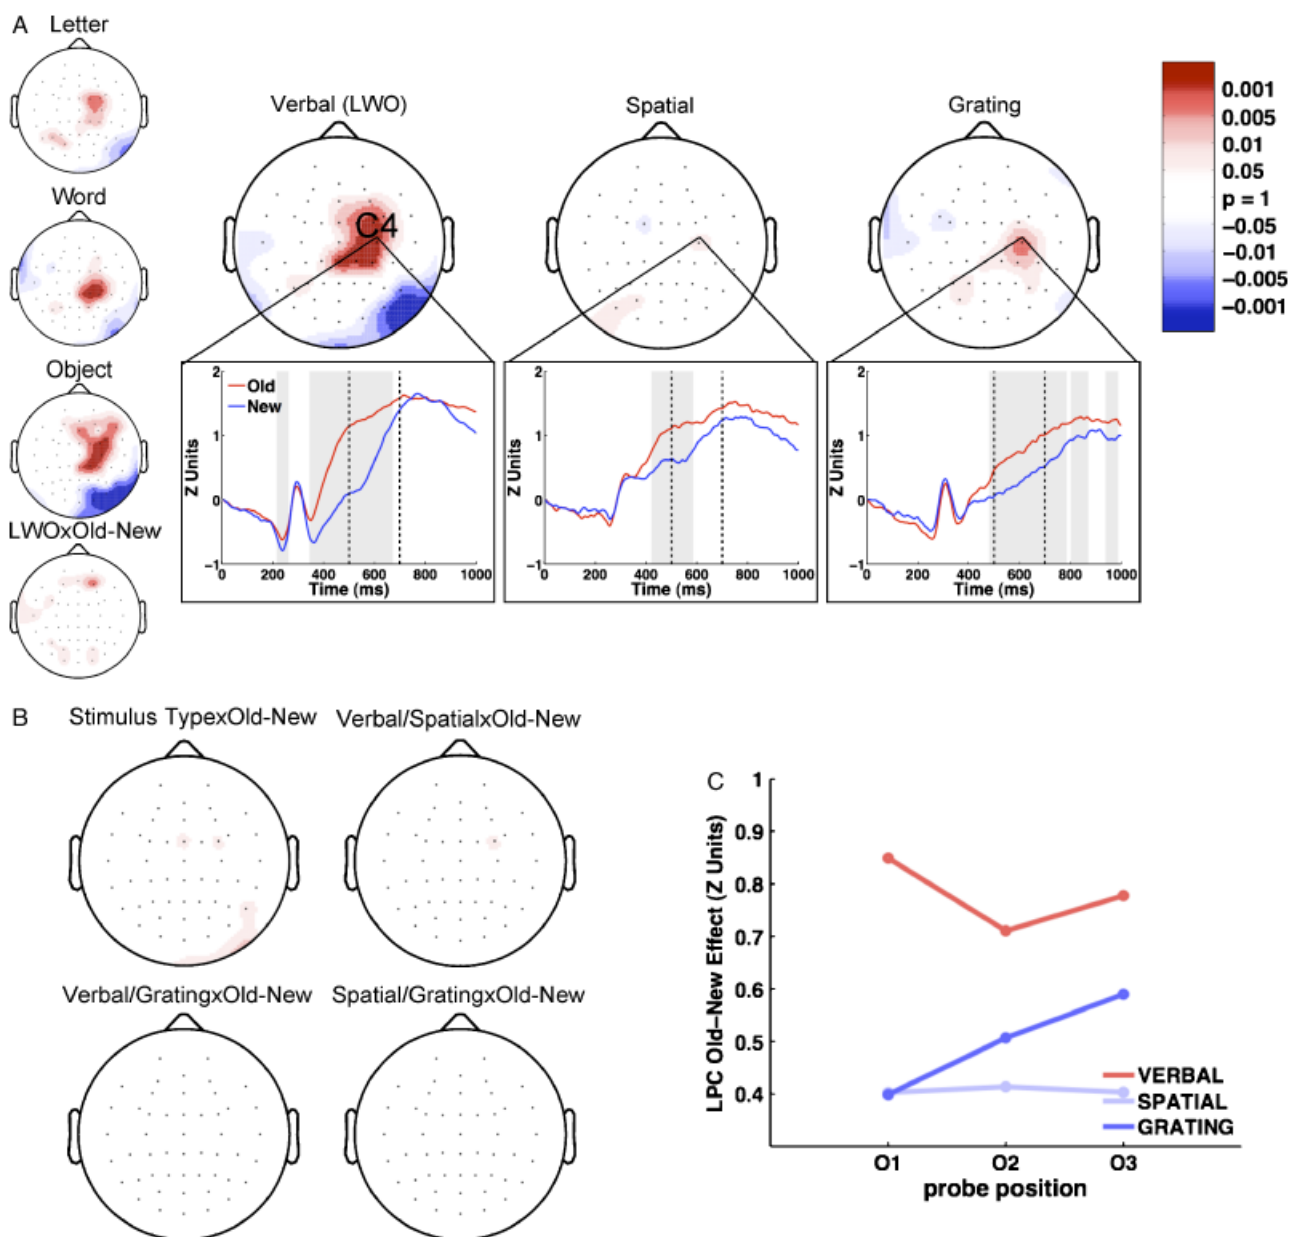 A
Letter
Word
Object
LWOxOld-New
Verbal (LWO)
Spatial
Grating
C4
0.001
0.005
0.01
0.05
p = 1
−0.05
−0.01
−0.005
−0.001
Old
New
2
1
0
−1
Z Units
0
200
400
600
800
1000
Time (ms)
2
1
0
−1
Z Units
0
200
400
600
800
1000
Time (ms)
2
1
0
−1
Z Units
0
200
400
600
800
1000
Time (ms)
B
Stimulus TypexOld-New
Verbal/SpatialxOld-New
Verbal/GratingxOld-New
Spatial/GratingxOld-New
C
1
0.9
0.8
0.7
0.6
0.5
0.4
LPC Old−New Effect (Z Units)
VERBAL
SPATIAL
GRATING
O1
O2
O3
probe position